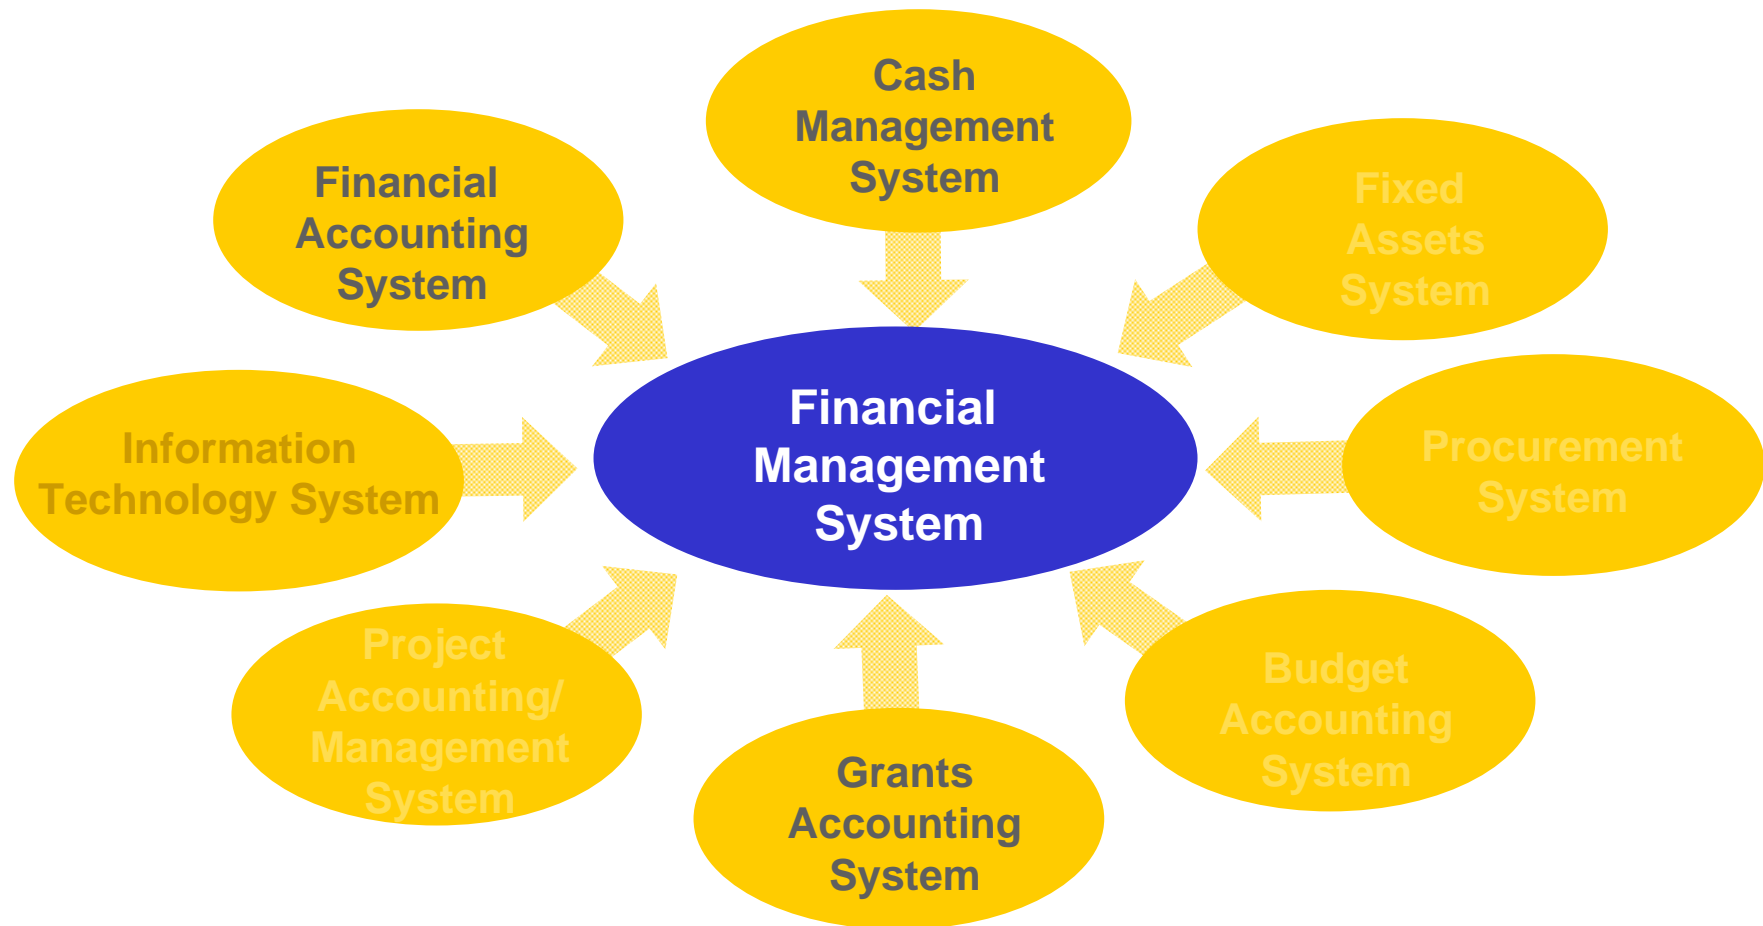 Cash
Management
System
Financial
Accounting
System
Fixed
Assets
System
Information
Technology System
Financial
Management
System
Procurement
System
Project
Accounting/
Management
System
Grants
Accounting
System
Budget
Accounting
System